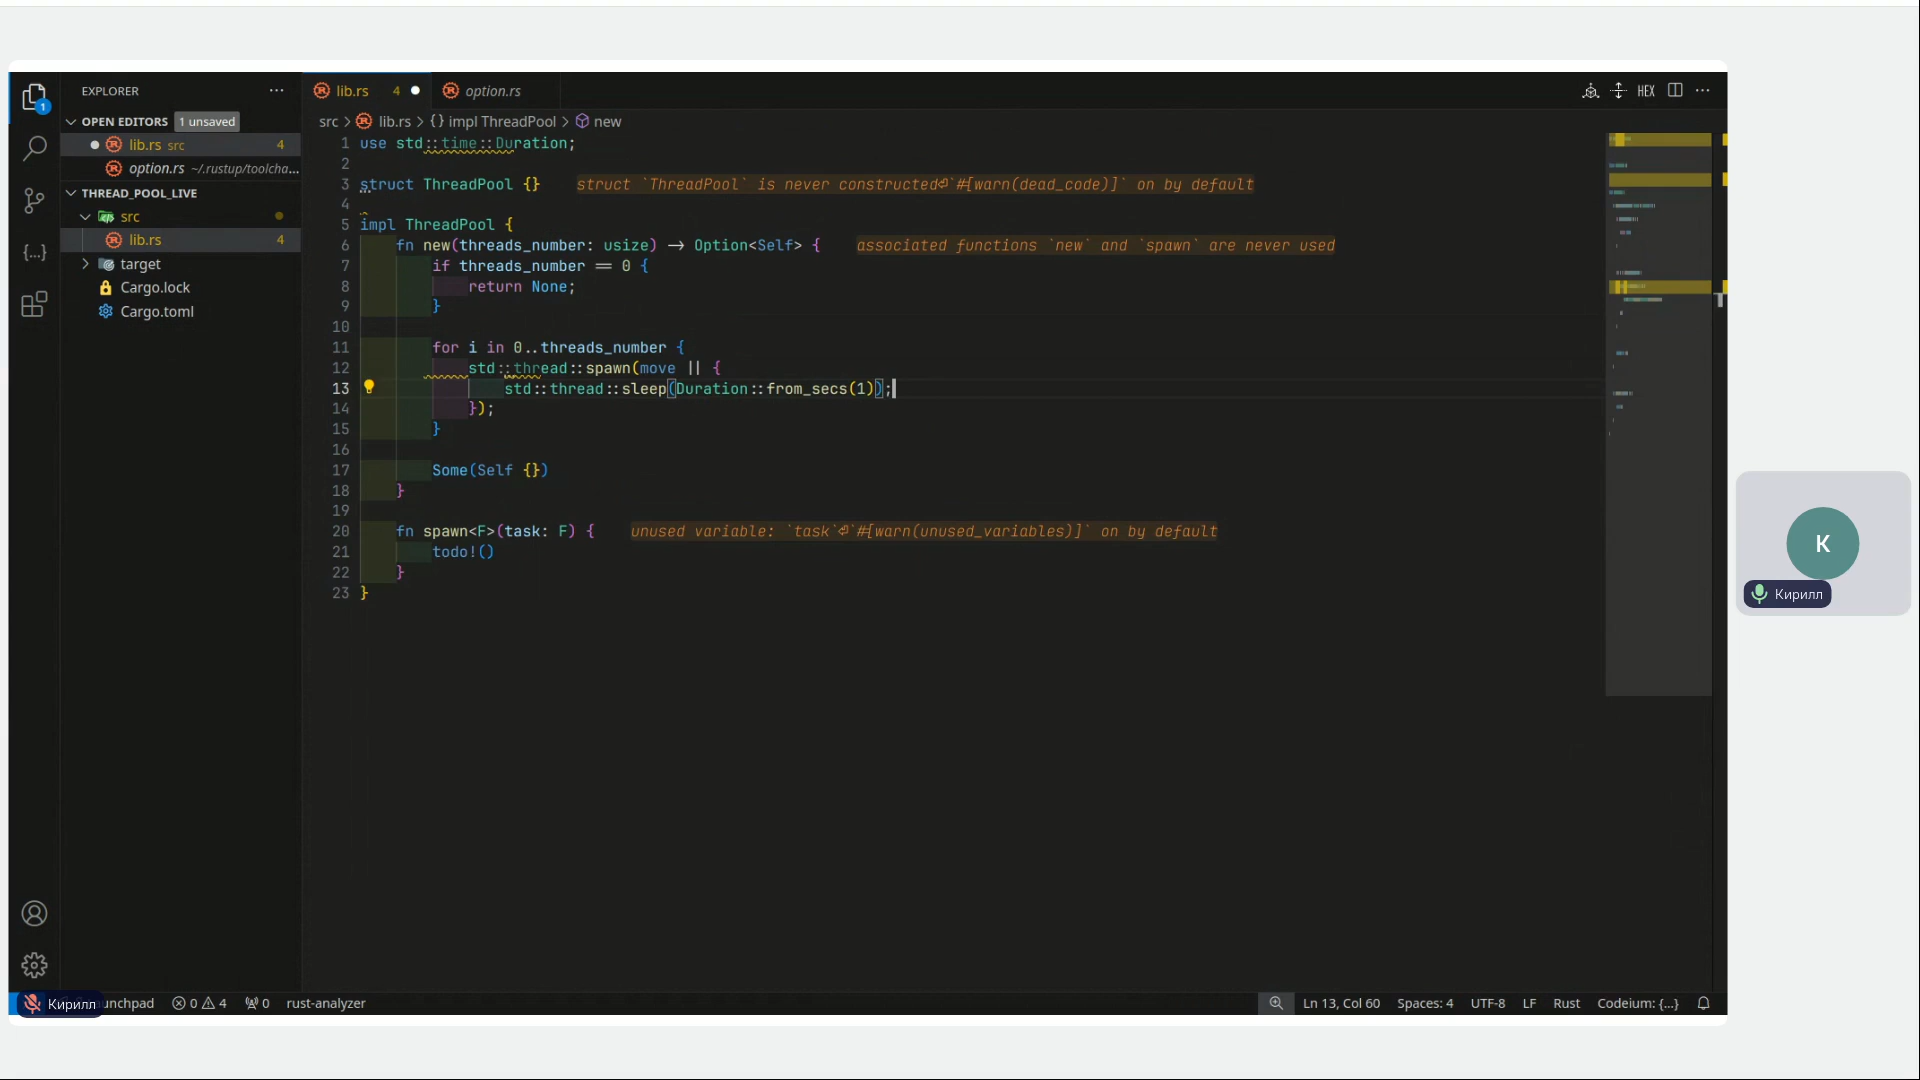 EXPLORER
OPEN EDITORS 1 unsaved
lib.rs src 4
option.rs ~/.rustup/toolcha...
THREAD_POOL_LIVE
src
lib.rs 4
target
Cargo.lock
Cargo.toml
lib.rs 4
option.rs
HEX
src > lib.rs > {} impl ThreadPool > new
1 use std::time::Duration;
2
3 struct ThreadPool {} struct `ThreadPool` is never constructed⏎`#[warn(dead_code)]` on by default
4
5 impl ThreadPool {
6 fn new(threads_number: usize) -> Option<Self> { associated functions `new` and `spawn` are never used
7 if threads_number == 0 {
8 return None;
9 }
10
11 for i in 0..threads_number {
12 std::thread::spawn(move || {
13 std::thread::sleep(Duration::from_secs(1));
14 });
15 }
16
17 Some(Self {})
18 }
19
20 fn spawn<F>(task: F) { unused variable: `task`⏎`#[warn(unused_variables)]` on by default
21 todo!()
22 }
23 }
K
Кирилл
Кирилл
unchpad 0 4 0 rust-analyzer
Ln 13, Col 60 Spaces: 4 UTF-8 LF Rust Codeium: {...}